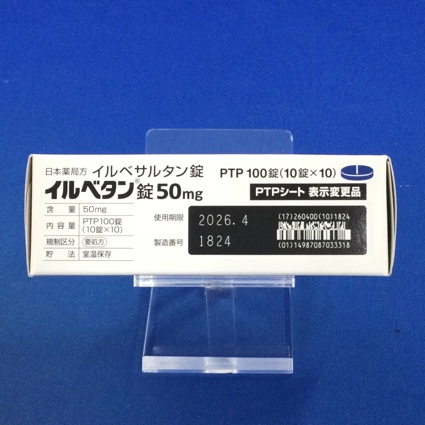 日本薬局方 イルベサルタン錠 PTP 100錠(10錠×10)
イルベタン®錠50mg
PTPシート 表示変更品
含量 50mg
内容量 PTP100錠
(10錠×10)
規制区分 要処方
貯法 室温保存
使用期限 2026.4
製造番号 1824
(17)260400(10)1824
(01)14987087033318